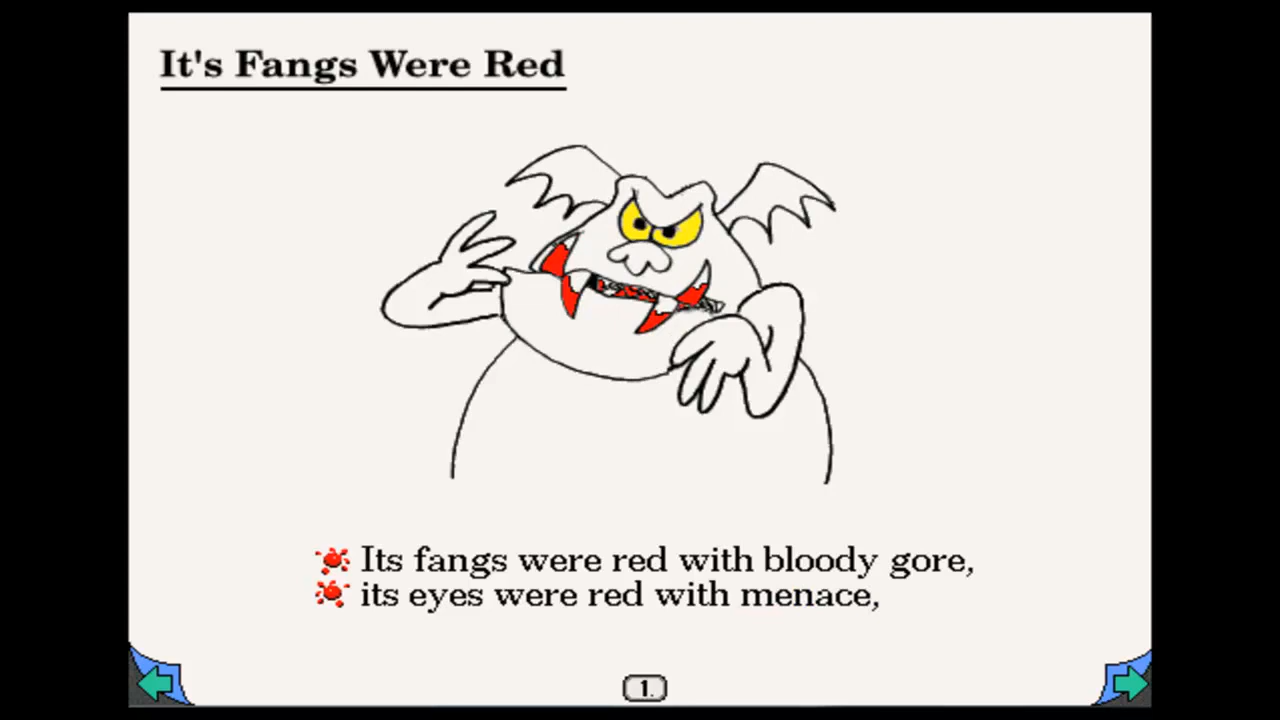 It's Fangs Were Red
Its fangs were red with bloody gore,
its eyes were red with menace,
1.